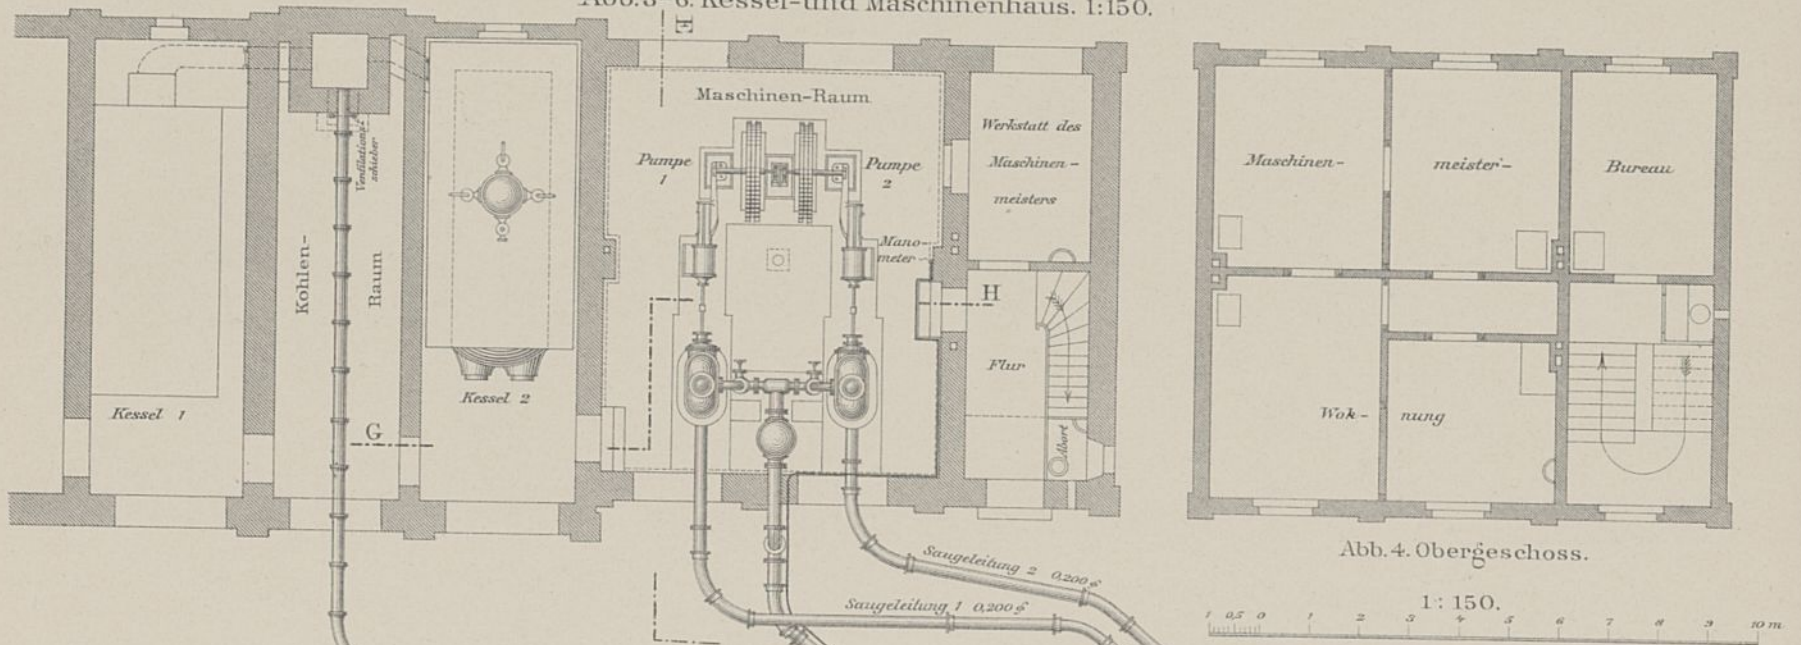 Abb. 3-6. Kessel- und Maschinenhaus. 1:150.
E
Maschinen-Raum
Ventilations-
schieber
Pumpe
1
Pumpe
2
Werkstatt des
Maschinen-
meisters
Mano-
meter
Kohlen-
Raum
H
Flur
Kessel 1
Kessel 2
G
Abort
Saugeleitung 2 0,200 ∮
Saugeleitung 1 0,200 ∮
Maschinen-
meister-
Bureau
Wok-
nung
Abb. 4. Obergeschoss.
1:150.
1 0,5 0 1 2 3 4 5 6 7 8 9 10 m